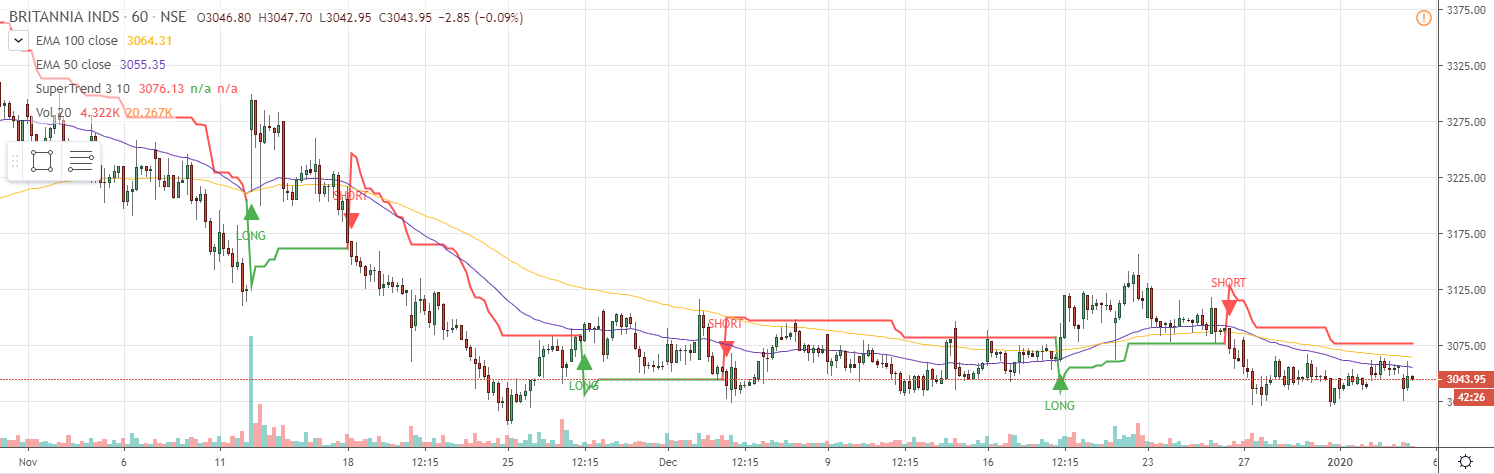 BRITANNIA INDS · 60 · NSE O3046.80 H3047.70 L3042.95 C3043.95 −2.85 (−0.09%)
EMA 100 close 3064.31
EMA 50 close 3055.35
SuperTrend 3 10 3076.13 n/a n/a
Vol 20 4.322K 20.267K
3375.00
3325.00
3275.00
3225.00
3175.00
3125.00
3075.00
3043.95
42:26
SHORT
LONG
SHORT
LONG
SHORT
LONG
Nov 6 11 18 12:15 25 12:15 Dec 12:15 9 12:15 16 12:15 23 27 2020 6